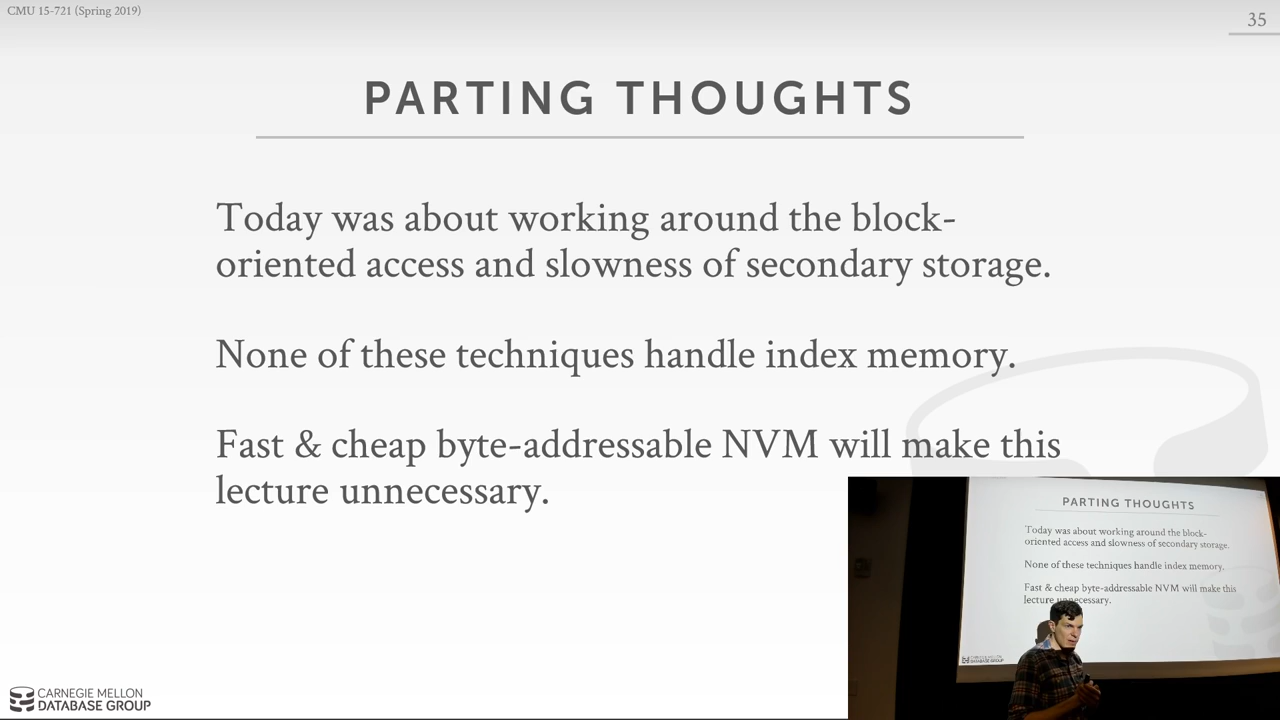 CMU 15-721 (Spring 2019)
35
PARTING THOUGHTS
Today was about working around the block-
oriented access and slowness of secondary storage.
None of these techniques handle index memory.
Fast & cheap byte-addressable NVM will make this
lecture unnecessary.
PARTING THOUGHTS
Today was about working around the block-
oriented access and slowness of secondary storage.
None of these techniques handle index memory.
Fast & cheap byte-addressable NVM will make this
lecture unnecessary.
CARNEGIE MELLON
DATABASE GROUP
CARNEGIE MELLON
DATABASE GROUP